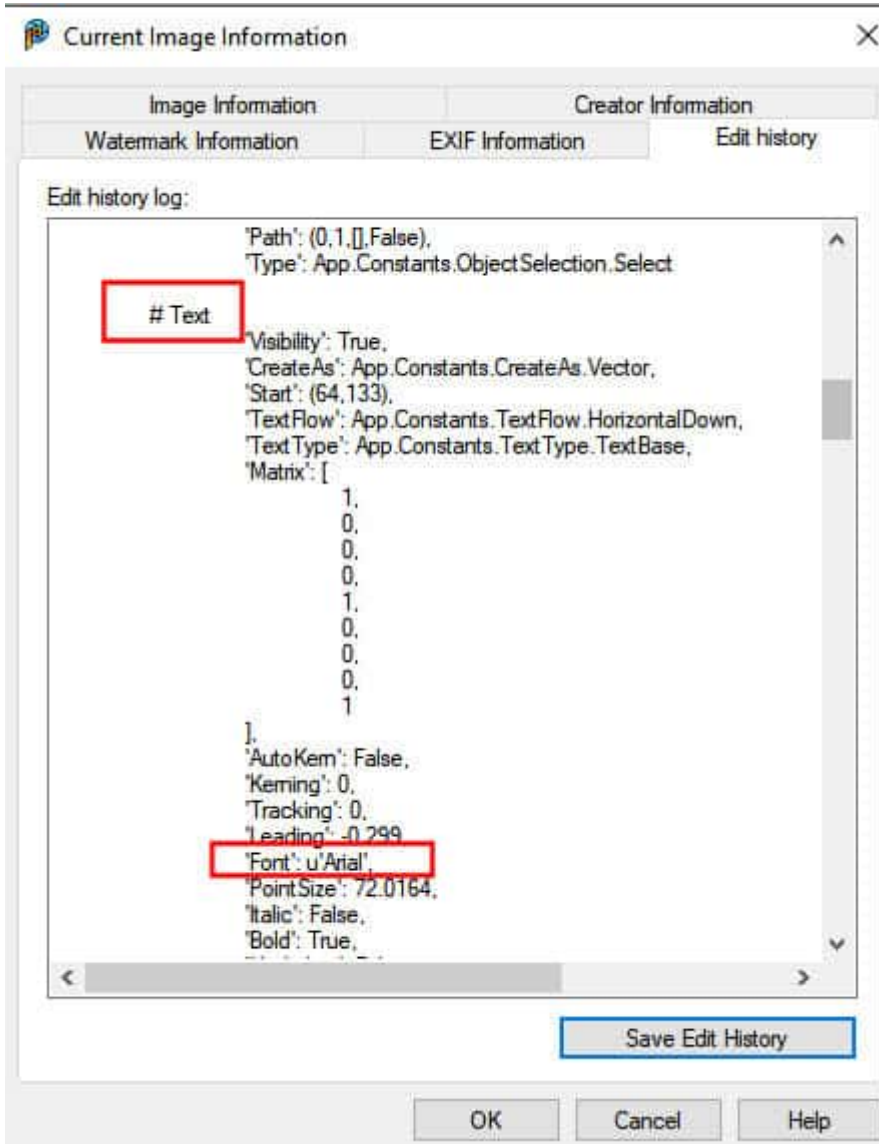 Current Image Information
Image Information Creator Information
Watermark Information EXIF Information Edit history
Edit history log:
'Path': (0,1,[],False),
'Type': App.Constants.ObjectSelection.Select
# Text
'Visibility': True,
'CreateAs': App.Constants.CreateAs.Vector,
'Start': (64,133),
'TextFlow': App.Constants.TextFlow.HorizontalDown,
'TextType': App.Constants.TextType.TextBase,
'Matrix': [
1,
0,
0,
0,
1,
0,
0,
0,
1
],
'AutoKern': False,
'Kerning': 0,
'Tracking': 0,
'Leading': -0.299,
'Font': u'Arial',
'PointSize': 72.0164,
'Italic': False,
'Bold': True,
Save Edit History
OK Cancel Help